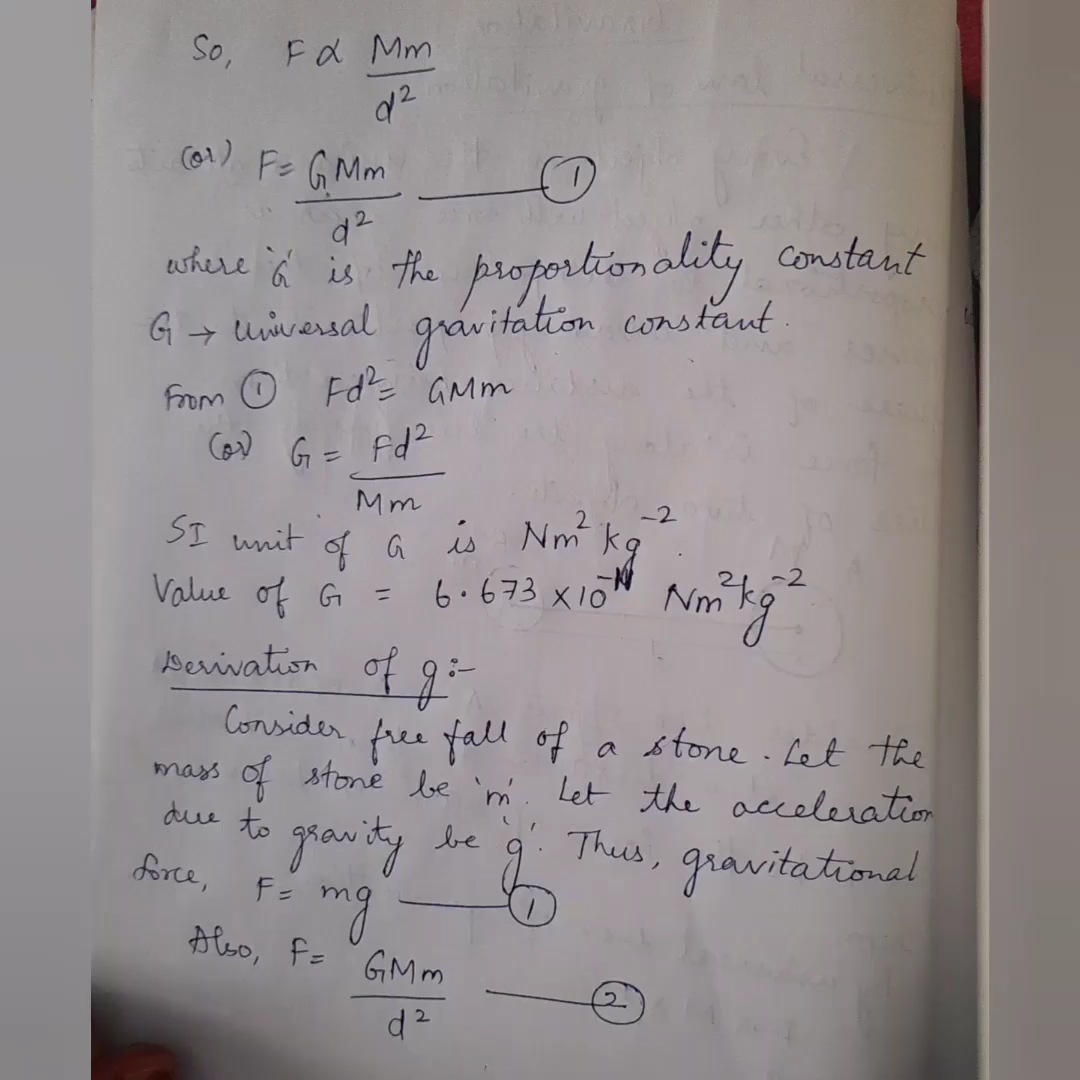 So, F α Mm
d²
(or) F= GMm ——— ①
d²
where 'G' is the proportionality constant
G → universal gravitation constant.
From ① Fd²= GMm
(or) G = Fd²
Mm
SI unit of G is Nm² kg⁻².
Value of G = 6.673 ×10⁻¹¹ Nm²kg⁻²
Derivation of g:-
Consider free fall of a stone. Let the
mass of stone be 'm'. Let the acceleration
due to gravity be 'g'. Thus, gravitational
force, F= mg ——— ①
Also, F= GMm ——— ②
d²